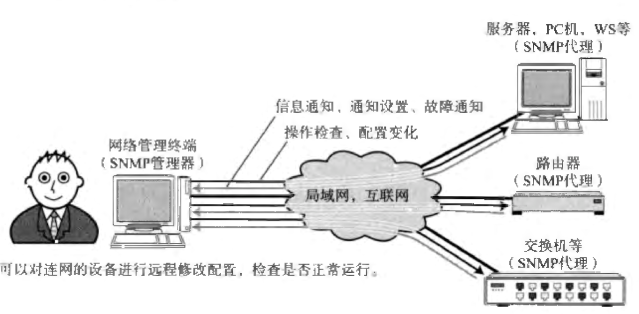 服务器，PC机，WS等
（SNMP代理）
信息通知、通知设置、故障通知
操作检查、配置变化
网络管理终端
（SNMP管理器）
局域网，互联网
路由器
（SNMP代理）
交换机等
（SNMP代理）
可以对连网的设备进行远程修改配置，检查是否正常运行。